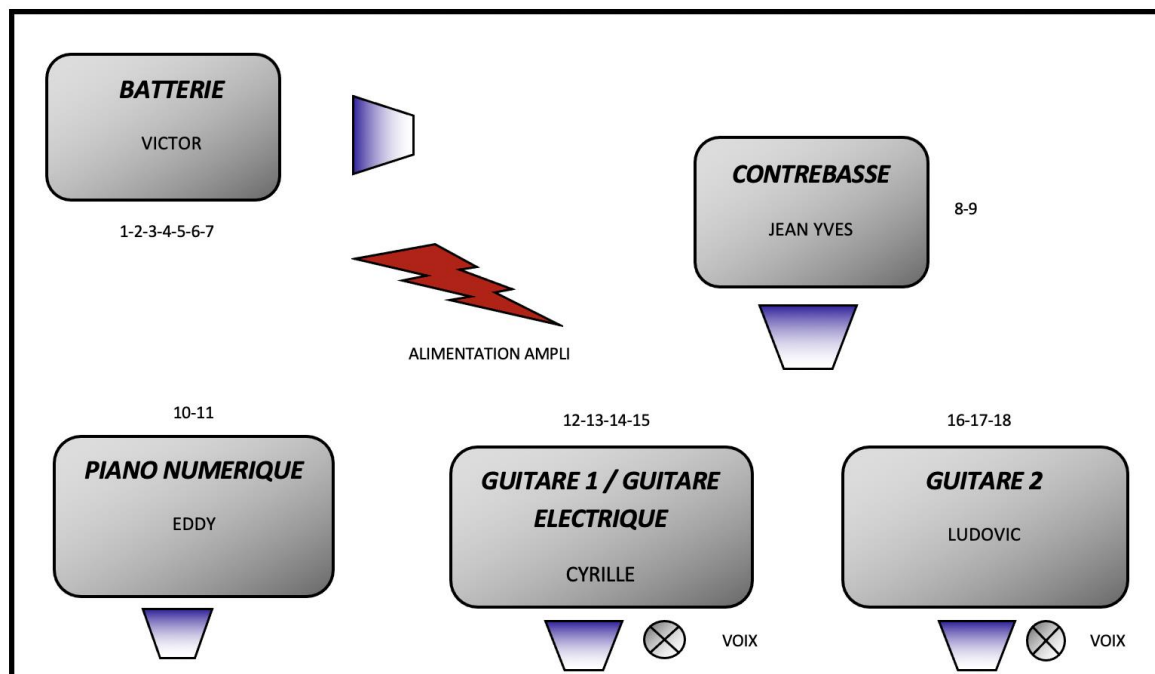 BATTERIE
VICTOR
1-2-3-4-5-6-7
CONTREBASSE
JEAN YVES
8-9
ALIMENTATION AMPLI
10-11
PIANO NUMERIQUE
EDDY
12-13-14-15
GUITARE 1 / GUITARE
ELECTRIQUE
CYRILLE
VOIX
16-17-18
GUITARE 2
LUDOVIC
VOIX